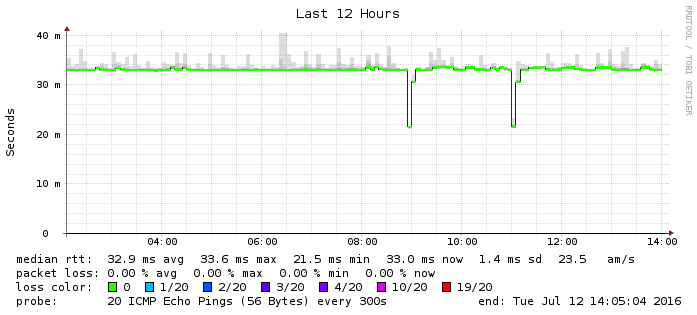 Last 12 Hours
RRDTOOL / TOBI OETIKER
Seconds
40 m
30 m
20 m
10 m
0
04:00 06:00 08:00 10:00 12:00 14:00
median rtt: 32.9 ms avg 33.6 ms max 21.5 ms min 33.0 ms now 1.4 ms sd 23.5 am/s
packet loss: 0.00 % avg 0.00 % max 0.00 % min 0.00 % now
loss color: 0 1/20 2/20 3/20 4/20 10/20 19/20
probe: 20 ICMP Echo Pings (56 Bytes) every 300s end: Tue Jul 12 14:05:04 2016